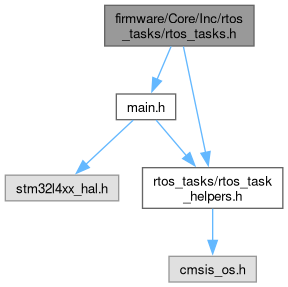 firmware/Core/Inc/rtos
_tasks/rtos_tasks.h
main.h
stm32l4xx_hal.h
rtos_tasks/rtos_task
_helpers.h
cmsis_os.h